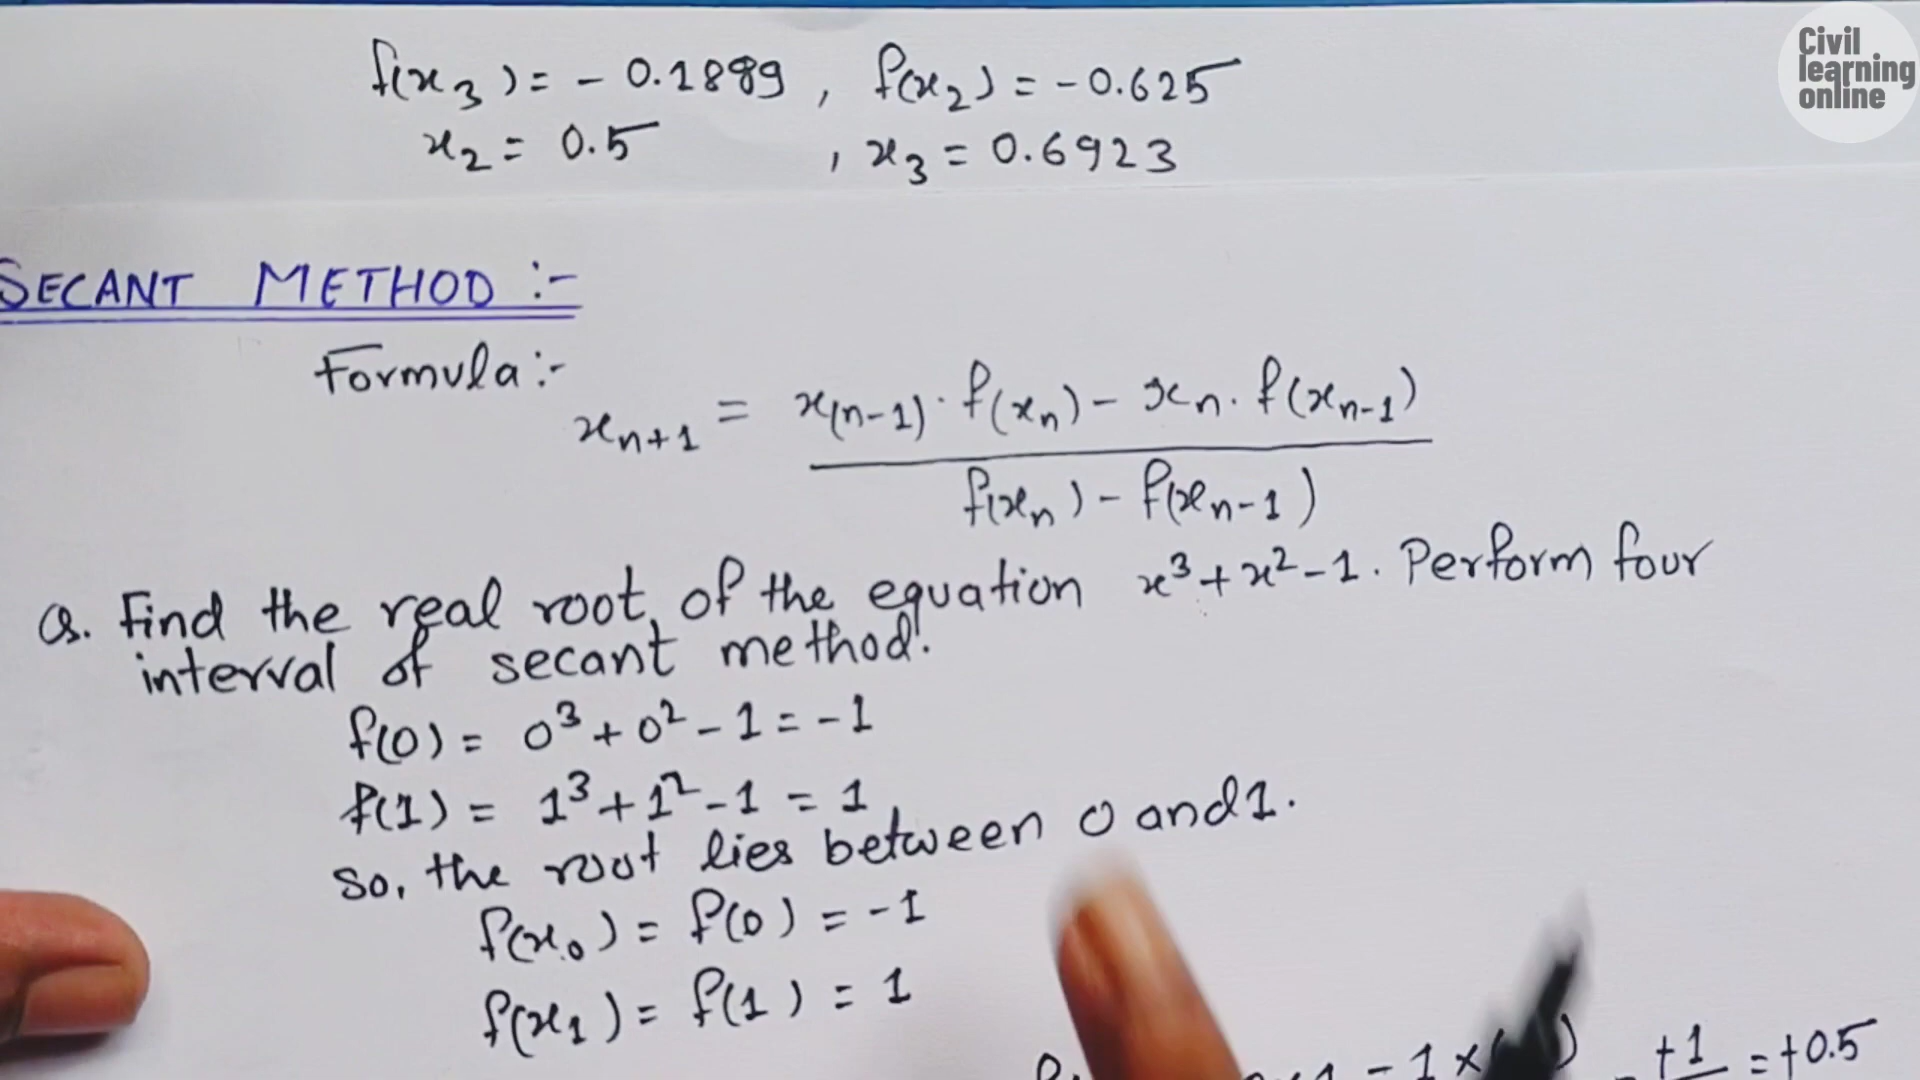 Civil
learning
online
f(x₃) = - 0.1889 , f(x₂) = -0.625
x₂ = 0.5 , x₃ = 0.6923
SECANT METHOD :-
Formula:-
xₙ₊₁ = x₍ₙ₋₁₎ · f(xₙ) - xₙ · f(xₙ₋₁)
f(xₙ) - f(xₙ₋₁)
Q. Find the real root of the equation x³+x²-1. Perform four
interval of secant method.
f(0) = 0³+0²-1 = -1
f(1) = 1³+1²-1 = 1
So, the root lies between 0 and 1.
f(x₀) = f(0) = -1
f(x₁) = f(1) = 1
- 1 × +1 = +0.5